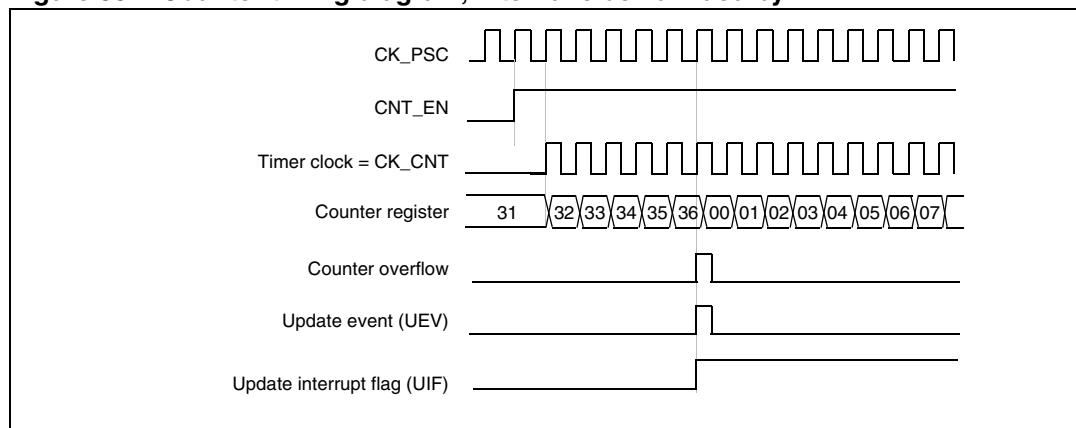 CK_PSC
CNT_EN
Timer clock = CK_CNT
Counter register 31 32 33 34 35 36 00 01 02 03 04 05 06 07
Counter overflow
Update event (UEV)
Update interrupt flag (UIF)